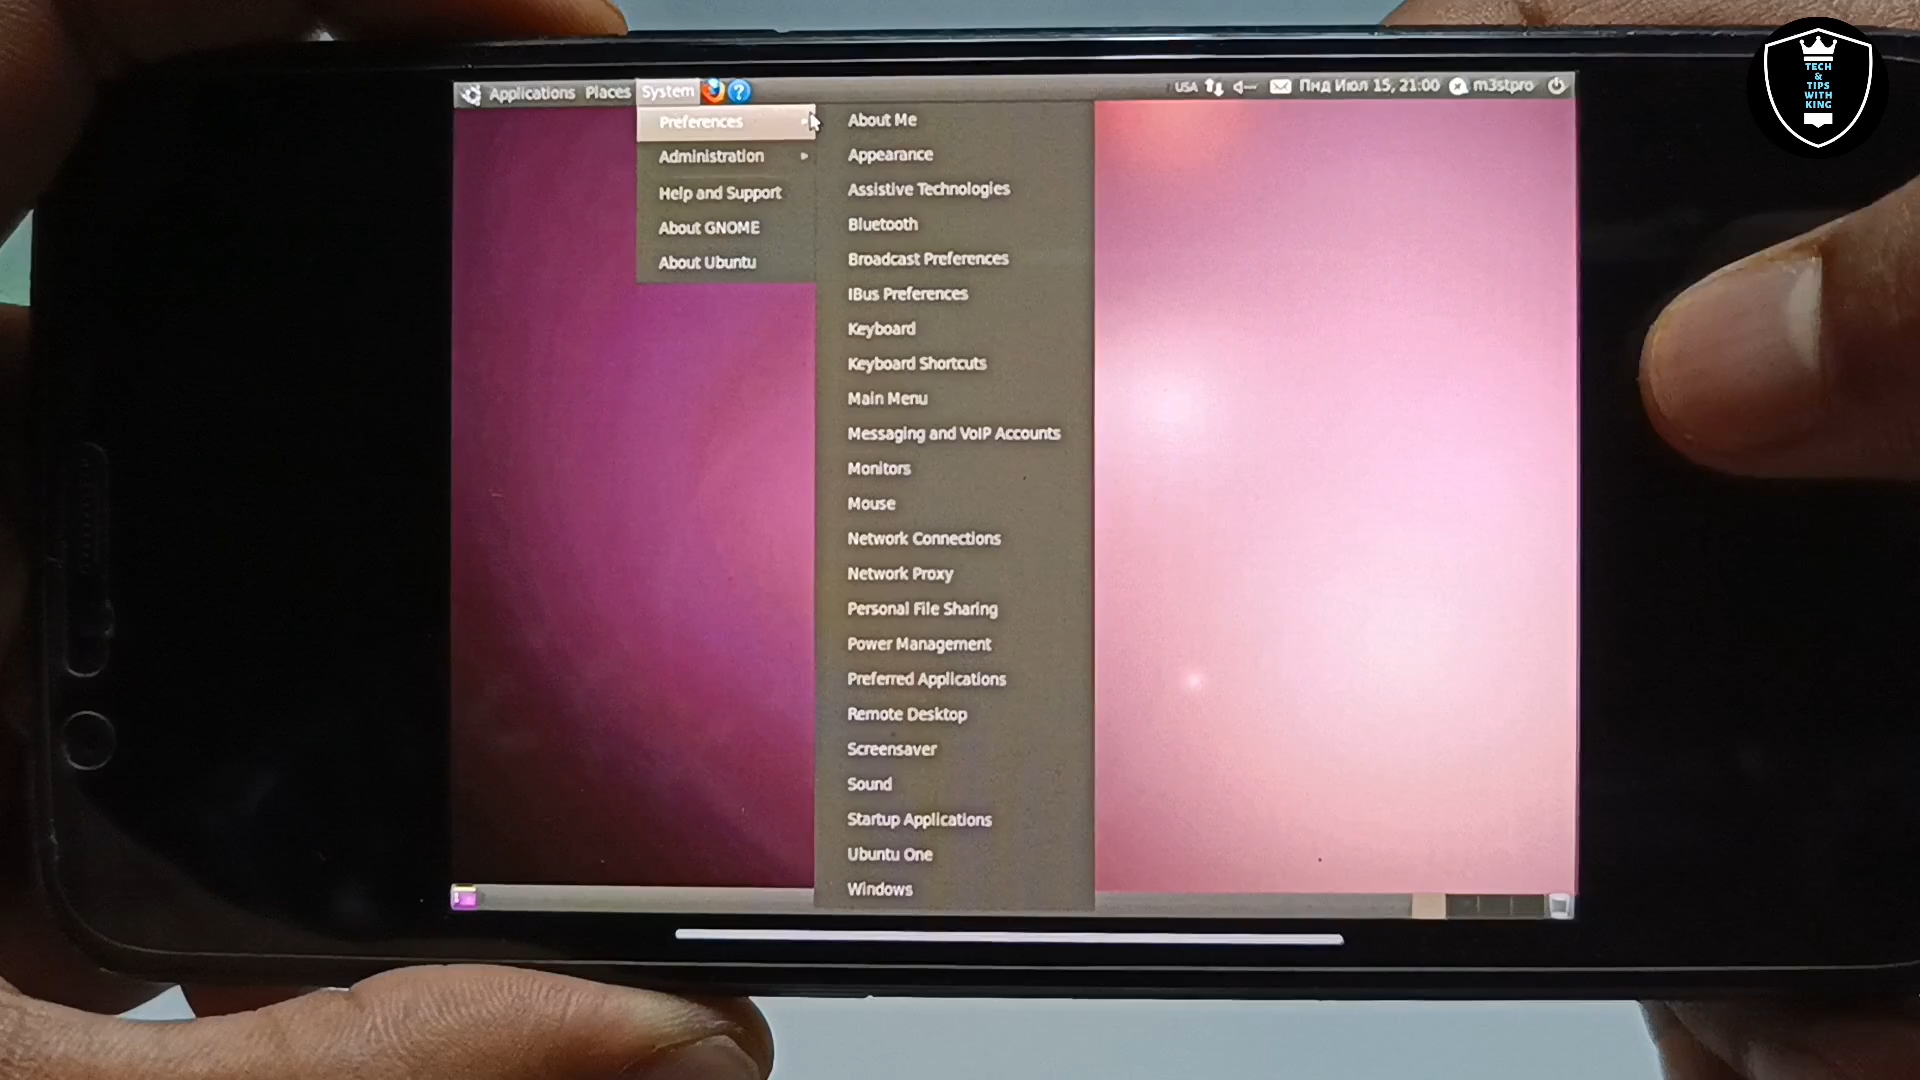 Applications Places System ? USA Пнд Июл 15, 21:00 m3stpro
Preferences
Administration
Help and Support
About GNOME
About Ubuntu
About Me
Appearance
Assistive Technologies
Bluetooth
Broadcast Preferences
IBus Preferences
Keyboard
Keyboard Shortcuts
Main Menu
Messaging and VoIP Accounts
Monitors
Mouse
Network Connections
Network Proxy
Personal File Sharing
Power Management
Preferred Applications
Remote Desktop
Screensaver
Sound
Startup Applications
Ubuntu One
Windows
TECH
&
TIPS
WITH
KING